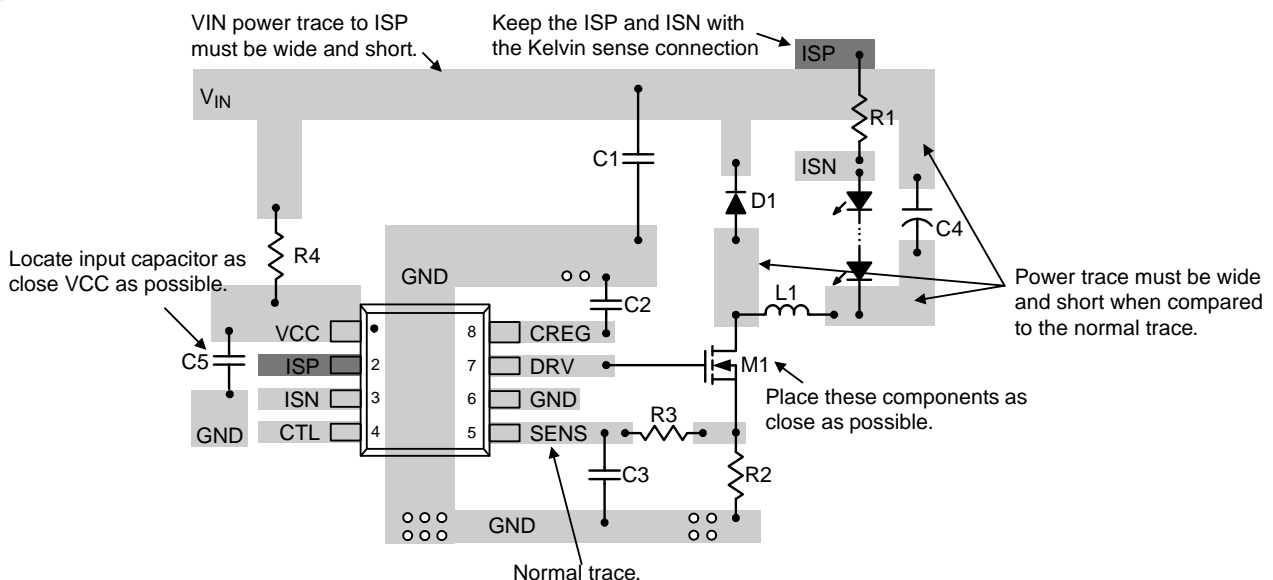 VIN power trace to ISP
must be wide and short.
Keep the ISP and ISN with
the Kelvin sense connection
ISP
VIN
R1
C1
ISN
D1
C4
R4
Locate input capacitor as
close VCC as possible.
GND
C2
L1
Power trace must be wide
and short when compared
to the normal trace.
VCC
8
CREG
C5
ISP
2
7
DRV
M1
ISN
3
6
GND
Place these components as
close as possible.
GND
CTL
4
5
SENS
R3
C3
R2
GND
Normal trace.